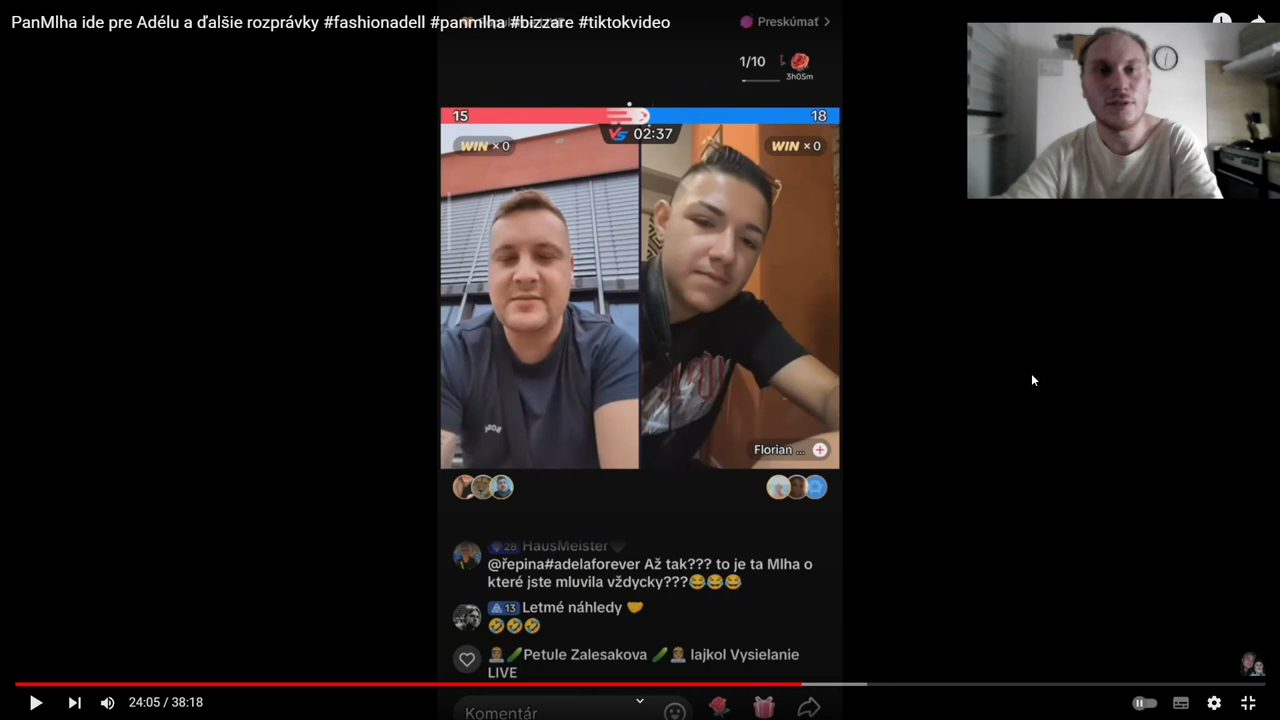 PanMlha ide pre Adélu a ďalšie rozprávky #fashionadell #panmlha #bizzare #tiktokvideo
Preskúmať
1/10
3h05m
15
18
VS 02:37
WIN × 0
WIN × 0
Florian ...
28 HausMeister
@řepina#adelaforever Až tak??? to je ta Mlha o
které jste mluvila vždycky???😂😂😂
13 Letmé náhledy 🤝
🤣🤣🤣
Petule Zalesakova 🥒 lajkol Vysielanie
LIVE
Komentár
24:05 / 38:18